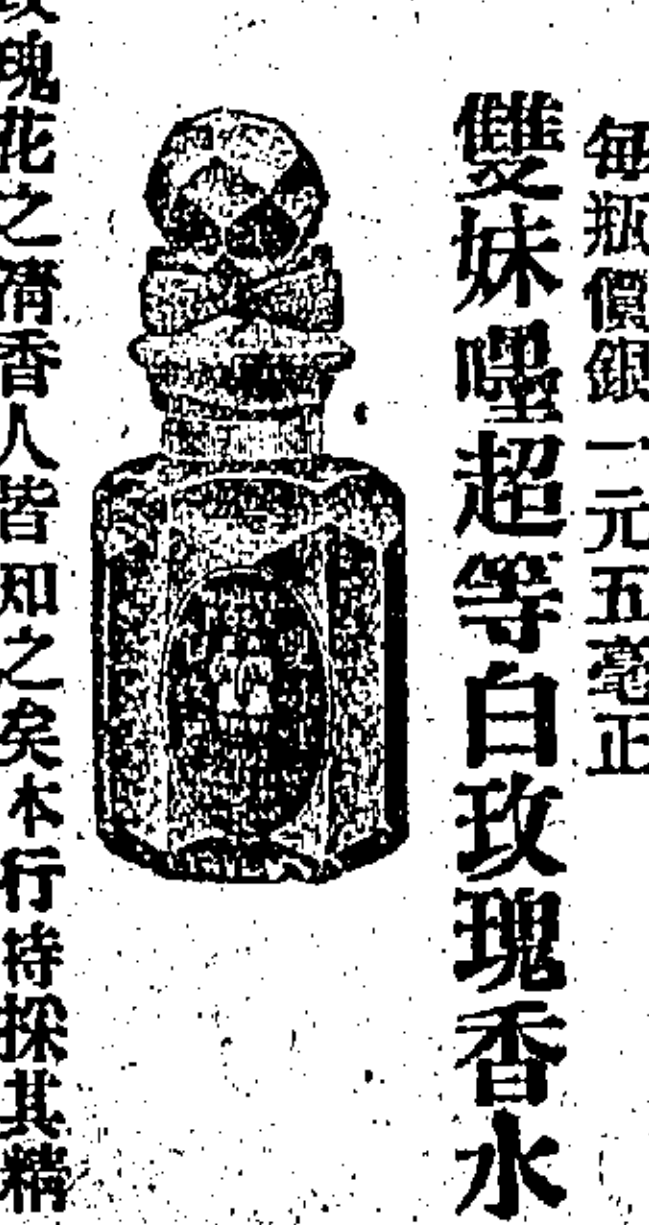 每瓶價銀一元五毫正
雙妹嚜超等白玫瑰香水
玫瑰花之清香人皆知之矣本行特採其精